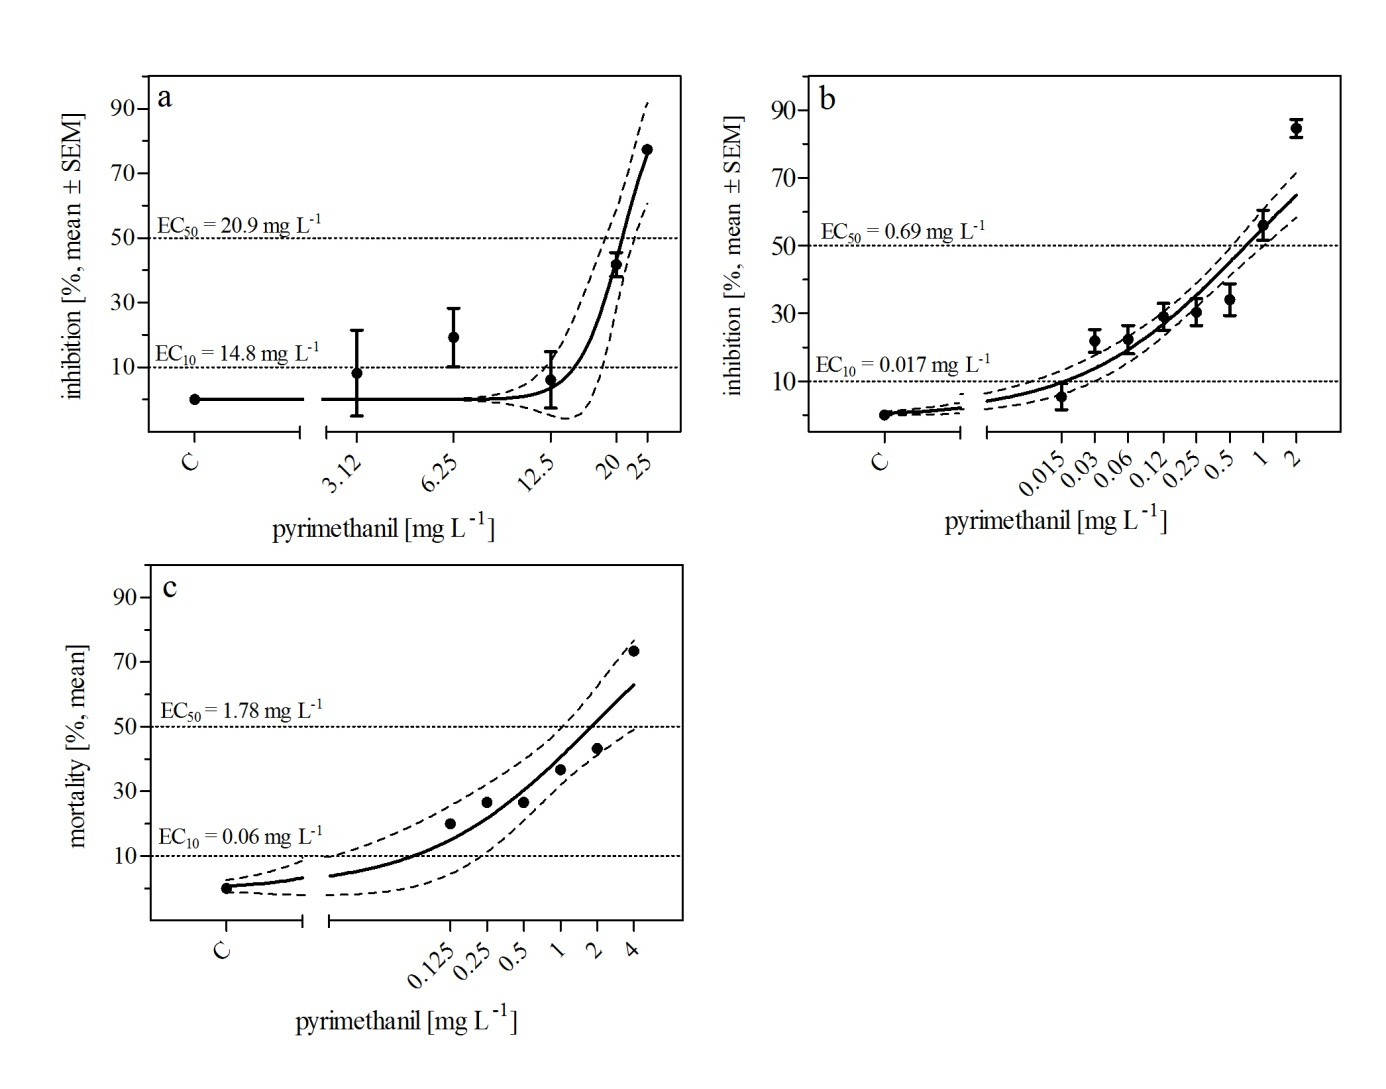 a
inhibition [%, mean ± SEM]
90
70
50
30
10
EC50 = 20.9 mg L-1
EC10 = 14.8 mg L-1
C
3.12
6.25
12.5
20
25
pyrimethanil [mg L-1]
b
inhibition [%, mean ± SEM]
90
70
50
30
10
EC50 = 0.69 mg L-1
EC10 = 0.017 mg L-1
C
0.015
0.03
0.06
0.12
0.25
0.5
1
2
pyrimethanil [mg L-1]
c
mortality [%, mean]
90
70
50
30
10
EC50 = 1.78 mg L-1
EC10 = 0.06 mg L-1
C
0.125
0.25
0.5
1
2
4
pyrimethanil [mg L-1]